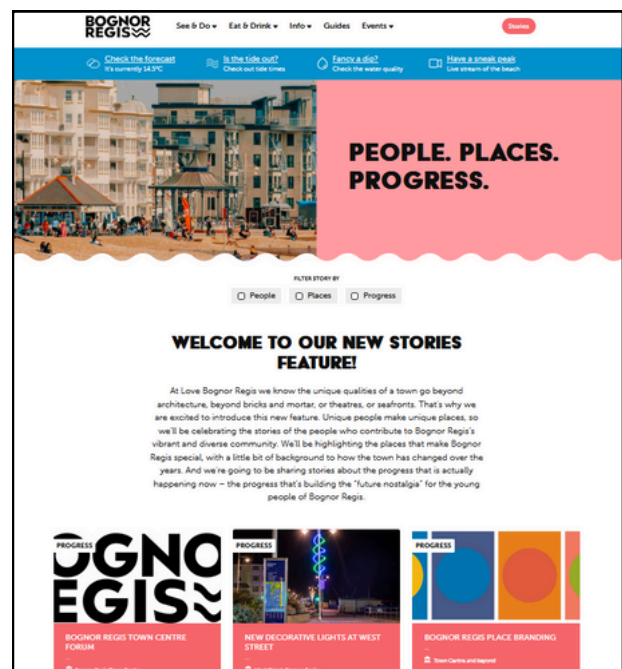 BOGNOR
REGIS
See & Do Eat & Drink Info Guides Events
Stories
Check the forecast
It's currently 14.5°C
Is the tide out?
Check out tide times
Fancy a dip?
Check the water quality
Have a sneak peak
Live stream of the beach
PEOPLE. PLACES.
PROGRESS.
FILTER STORY BY
People Places Progress
WELCOME TO OUR NEW STORIES
FEATURE!
At Love Bognor Regis we know the unique qualities of a town go beyond
architecture, beyond bricks and mortar, or theatres, or seafronts. That's why we
are excited to introduce this new feature. Unique people make unique places, so
we'll be celebrating the stories of the people who contribute to Bognor Regis's
vibrant and diverse community. We'll be highlighting the places that make Bognor
Regis special, with a little bit of background to how the town has changed over the
years. And we're going to be sharing stories about the progress that is actually
happening now – the progress that's building the "future nostalgia" for the young
people of Bognor Regis.
PROGRESS
OGNO
EGIS
BOGNOR REGIS TOWN CENTRE
FORUM
PROGRESS
NEW DECORATIVE LIGHTS AT WEST
STREET
PROGRESS
BOGNOR REGIS PLACE BRANDING
Town Centre and beyond